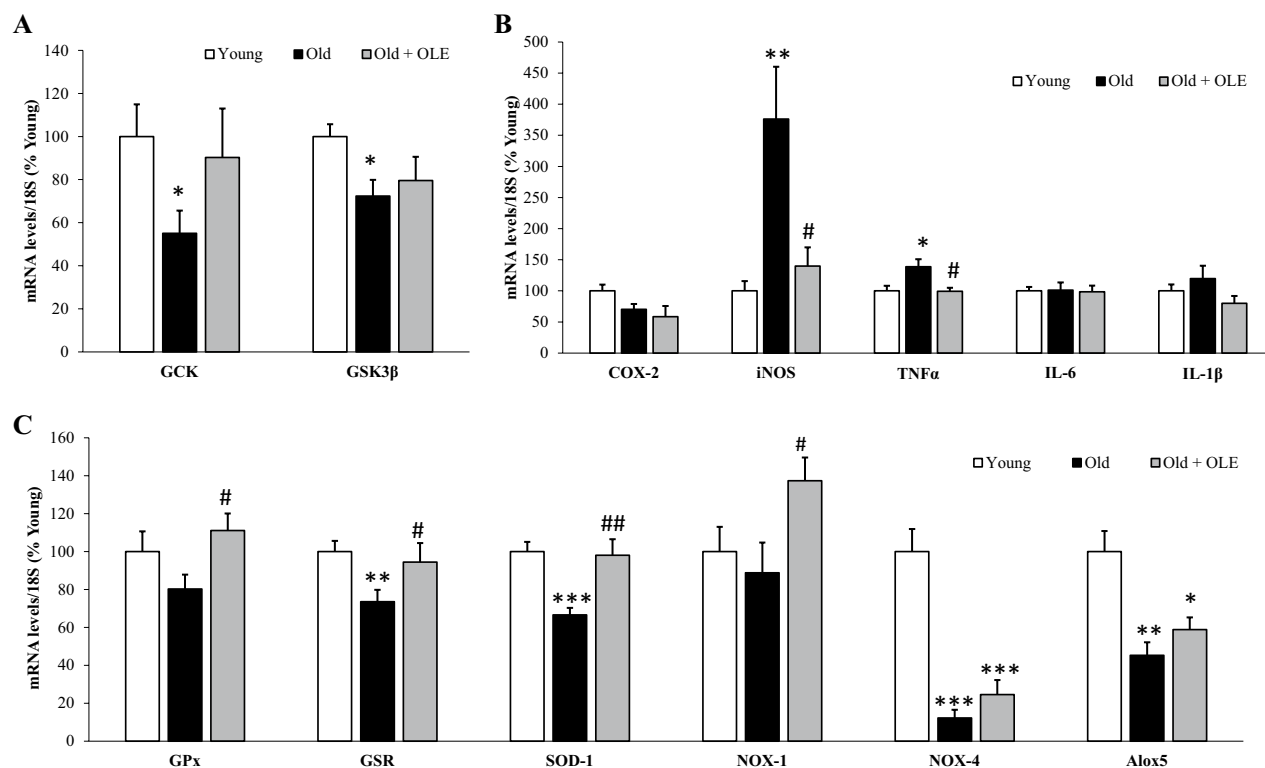 A
mRNA levels/18S (% Young)
140
120
100
80
60
40
20
0
Young
Old
Old + OLE
*
*
GCK
GSK3β
B
mRNA levels/18S (% Young)
500
450
400
350
300
250
200
150
100
50
0
Young
Old
Old + OLE
**
#
*
#
COX-2
iNOS
TNFα
IL-6
IL-1β
C
mRNA levels/18S (% Young)
160
140
120
100
80
60
40
20
0
Young
Old
Old + OLE
#
**
#
***
##
#
***
***
**
*
GPx
GSR
SOD-1
NOX-1
NOX-4
Alox5